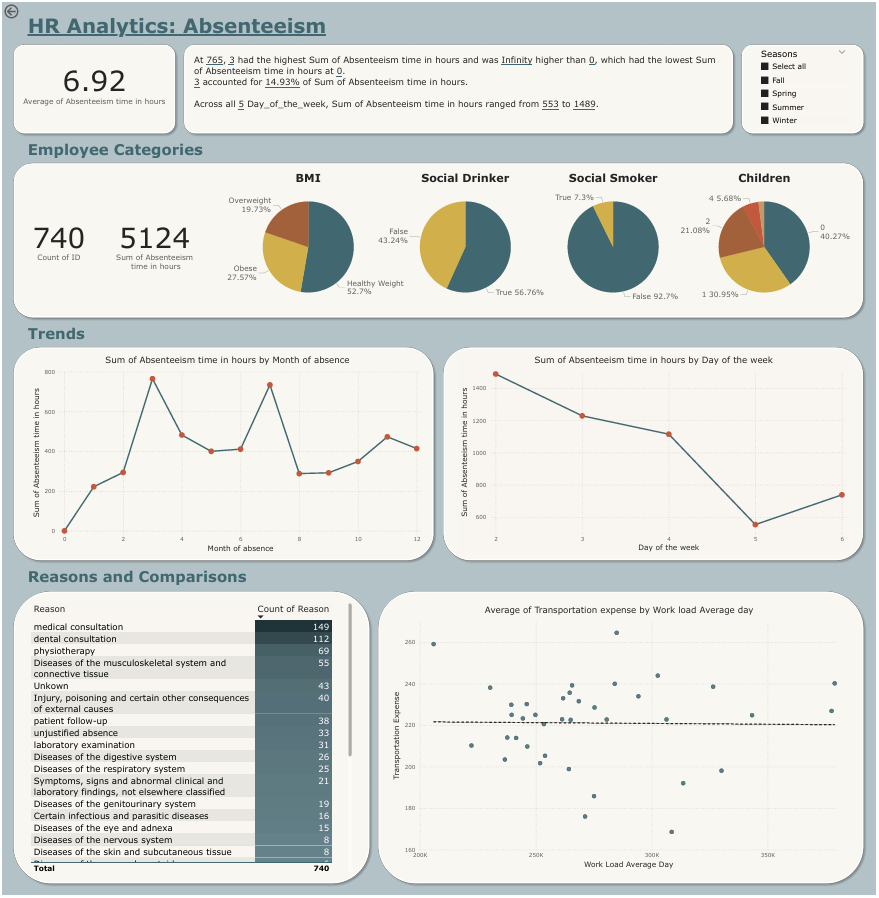 HR Analytics: Absenteeism
6.92
Average of Absenteeism time in hours
At 765, 3 had the highest Sum of Absenteeism time in hours and was Infinity higher than 0, which had the lowest Sum
of Absenteeism time in hours at 0.
3 accounted for 14.93% of Sum of Absenteeism time in hours.
Across all 5 Day_of_the_week, Sum of Absenteeism time in hours ranged from 553 to 1489.
Seasons
Select all
Fall
Spring
Summer
Winter
Employee Categories
740
Count of ID
5124
Sum of Absenteeism
time in hours
BMI
Overweight
19.73%
Obese
27.57%
Healthy Weight
52.7%
Social Drinker
False
43.24%
True 56.76%
Social Smoker
True 7.3%
False 92.7%
Children
4 5.68%
2
21.08%
0
40.27%
1 30.95%
Trends
Sum of Absenteeism time in hours by Month of absence
Sum of Absenteeism time in hours
800
600
400
200
0
0 2 4 6 8 10 12
Month of absence
Sum of Absenteeism time in hours by Day of the week
Sum of Absenteeism time in hours
1400
1200
1000
800
600
2 3 4 5 6
Day of the week
Reasons and Comparisons
Reason Count of Reason
medical consultation 149
dental consultation 112
physiotherapy 69
Diseases of the musculoskeletal system and 55
connective tissue
Unkown 43
Injury, poisoning and certain other consequences 40
of external causes
patient follow-up 38
unjustified absence 33
laboratory examination 31
Diseases of the digestive system 26
Diseases of the respiratory system 25
Symptoms, signs and abnormal clinical and 21
laboratory findings, not elsewhere classified
Diseases of the genitourinary system 19
Certain infectious and parasitic diseases 16
Diseases of the eye and adnexa 15
Diseases of the nervous system 8
Diseases of the skin and subcutaneous tissue 8
Total 740
Average of Transportation expense by Work load Average day
Transportation Expense
260
240
220
200
180
160
200K 250K 300K 350K
Work Load Average Day